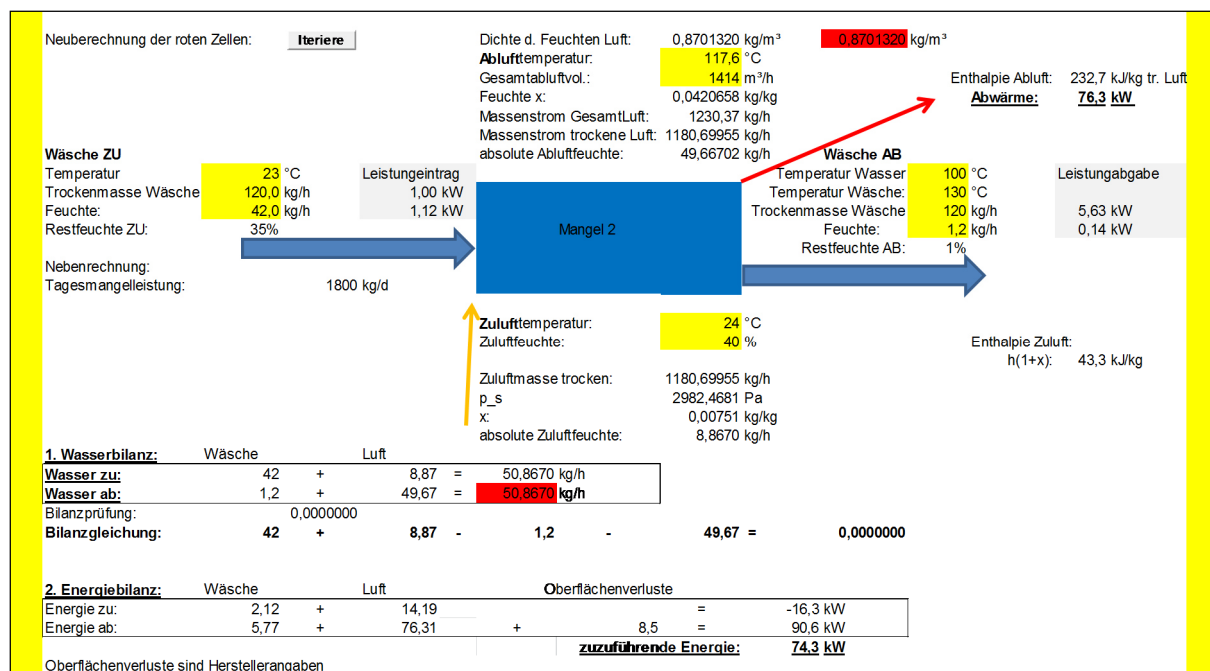 Neuberechnung der roten Zellen: Iteriere Dichte d. Feuchten Luft: 0,8701320 kg/m³ 0,8701320 kg/m³
Ablufttemperatur: 117,6 °C
Gesamtabluftvol.: 1414 m³/h Enthalpie Abluft: 232,7 kJ/kg tr. Luft
Feuchte x: 0,0420658 kg/kg Abwärme: 76,3 kW
Massenstrom GesamtLuft: 1230,37 kg/h
Massenstrom trockene Luft: 1180,69955 kg/h
Wäsche ZU absolute Abluftfeuchte: 49,66702 kg/h Wäsche AB
Temperatur 23 °C Leistungeintrag Temperatur Wasser 100 °C Leistungabgabe
Trockenmasse Wäsche 120,0 kg/h 1,00 kW Temperatur Wäsche: 130 °C
Feuchte: 42,0 kg/h 1,12 kW Trockenmasse Wäsche 120 kg/h 5,63 kW
Restfeuchte ZU: 35% Mangel 2 Feuchte: 1,2 kg/h 0,14 kW
Restfeuchte AB: 1%
Nebenrechnung:
Tagesmangelleistung: 1800 kg/d
Zulufttemperatur: 24 °C
Zuluftfeuchte: 40 % Enthalpie Zuluft:
h(1+x): 43,3 kJ/kg
Zuluftmasse trocken: 1180,69955 kg/h
p_s 2982,4681 Pa
x: 0,00751 kg/kg
absolute Zuluftfeuchte: 8,8670 kg/h
1. Wasserbilanz: Wäsche Luft
Wasser zu: 42 + 8,87 = 50,8670 kg/h
Wasser ab: 1,2 + 49,67 = 50,8670 kg/h
Bilanzprüfung: 0,0000000
Bilanzgleichung: 42 + 8,87 - 1,2 - 49,67 = 0,0000000
2. Energiebilanz: Wäsche Luft Oberflächenverluste
Energie zu: 2,12 + 14,19 = -16,3 kW
Energie ab: 5,77 + 76,31 + 8,5 = 90,6 kW
zuzuführende Energie: 74,3 kW
Oberflächenverluste sind Herstellerangaben